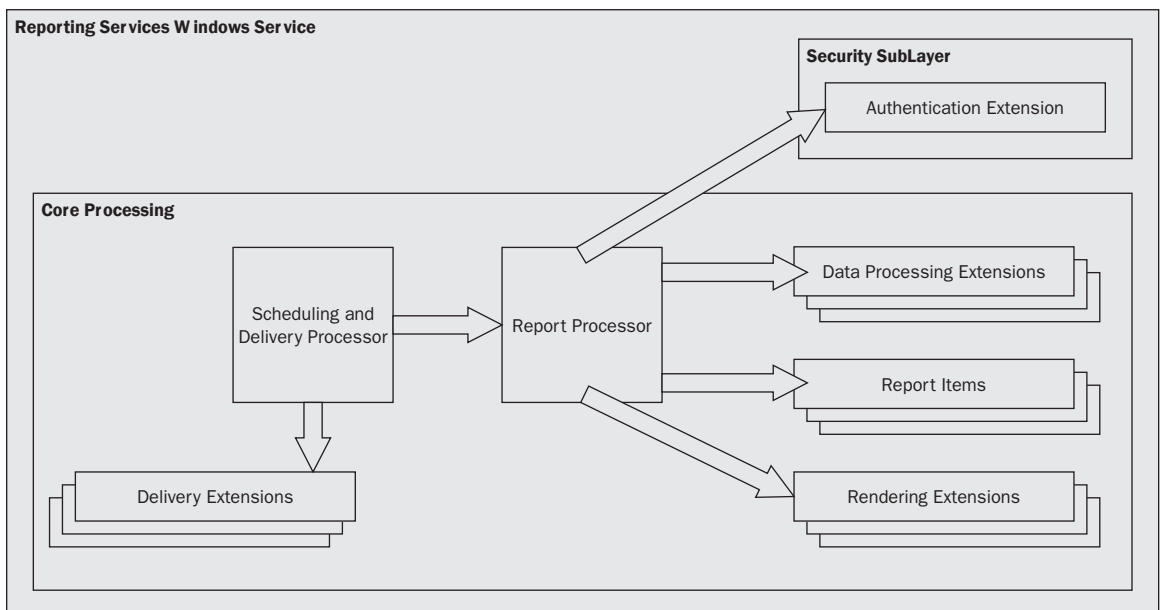 Reporting Services Windows Service
Security SubLayer
Authentication Extension
Core Processing
Scheduling and
Delivery Processor
Report Processor
Data Processing Extensions
Report Items
Delivery Extensions
Rendering Extensions